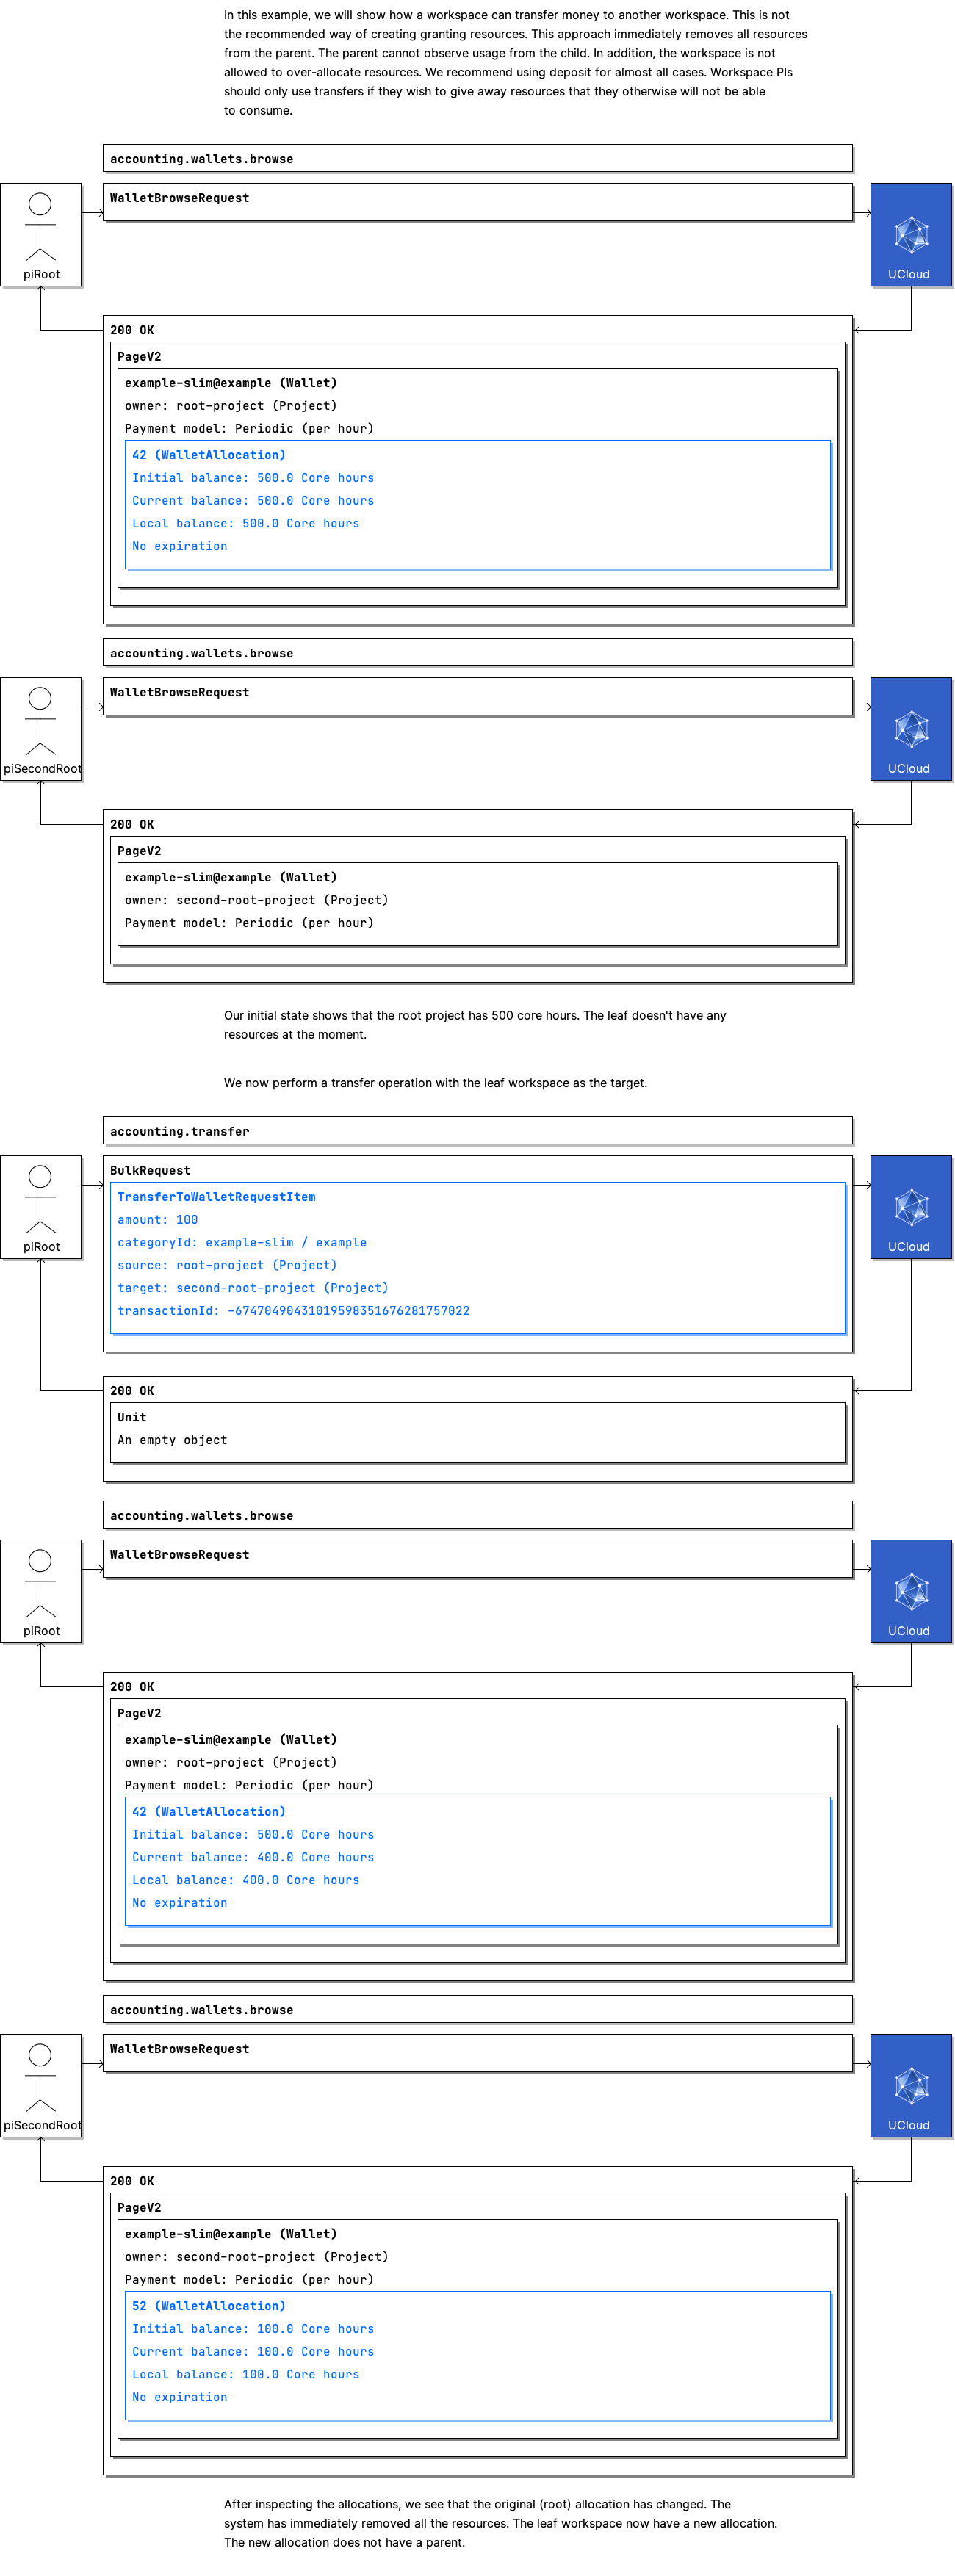 In this example, we will show how a workspace can transfer money to another workspace. This is not
the recommended way of creating granting resources. This approach immediately removes all resources
from the parent. The parent cannot observe usage from the child. In addition, the workspace is not
allowed to over-allocate resources. We recommend using deposit for almost all cases. Workspace PIs
should only use transfers if they wish to give away resources that they otherwise will not be able
to consume.
accounting.wallets.browse
WalletBrowseRequest
piRoot
UCloud
200 OK
PageV2
example-slim@example (Wallet)
owner: root-project (Project)
Payment model: Periodic (per hour)
42 (WalletAllocation)
Initial balance: 500.0 Core hours
Current balance: 500.0 Core hours
Local balance: 500.0 Core hours
No expiration
accounting.wallets.browse
WalletBrowseRequest
piSecondRoot
UCloud
200 OK
PageV2
example-slim@example (Wallet)
owner: second-root-project (Project)
Payment model: Periodic (per hour)
Our initial state shows that the root project has 500 core hours. The leaf doesn't have any
resources at the moment.
We now perform a transfer operation with the leaf workspace as the target.
accounting.transfer
BulkRequest
TransferToWalletRequestItem
amount: 100
categoryId: example-slim / example
source: root-project (Project)
target: second-root-project (Project)
transactionId: -67470490431019598351676281757022
piRoot
UCloud
200 OK
Unit
An empty object
accounting.wallets.browse
WalletBrowseRequest
piRoot
UCloud
200 OK
PageV2
example-slim@example (Wallet)
owner: root-project (Project)
Payment model: Periodic (per hour)
42 (WalletAllocation)
Initial balance: 500.0 Core hours
Current balance: 400.0 Core hours
Local balance: 400.0 Core hours
No expiration
accounting.wallets.browse
WalletBrowseRequest
piSecondRoot
UCloud
200 OK
PageV2
example-slim@example (Wallet)
owner: second-root-project (Project)
Payment model: Periodic (per hour)
52 (WalletAllocation)
Initial balance: 100.0 Core hours
Current balance: 100.0 Core hours
Local balance: 100.0 Core hours
No expiration
After inspecting the allocations, we see that the original (root) allocation has changed. The
system has immediately removed all the resources. The leaf workspace now have a new allocation.
The new allocation does not have a parent.